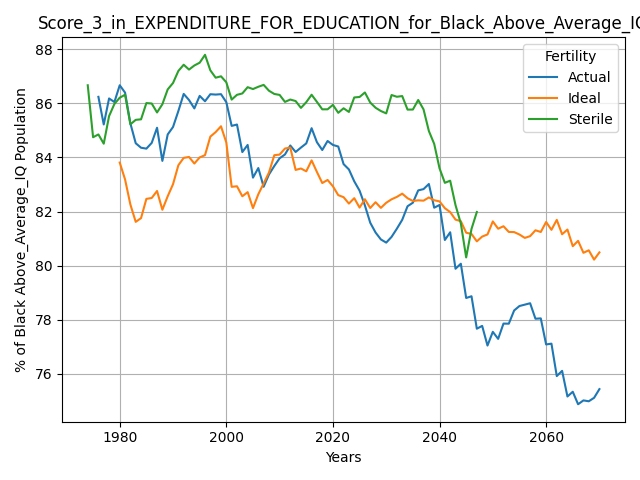 Score_3_in_EXPENDITURE_FOR_EDUCATION_for_Black_Above_Average_IQ
88
86
84
82
80
78
76
% of Black Above_Average_IQ Population
Fertility
Actual
Ideal
Sterile
1980
2000
2020
2040
2060
Years